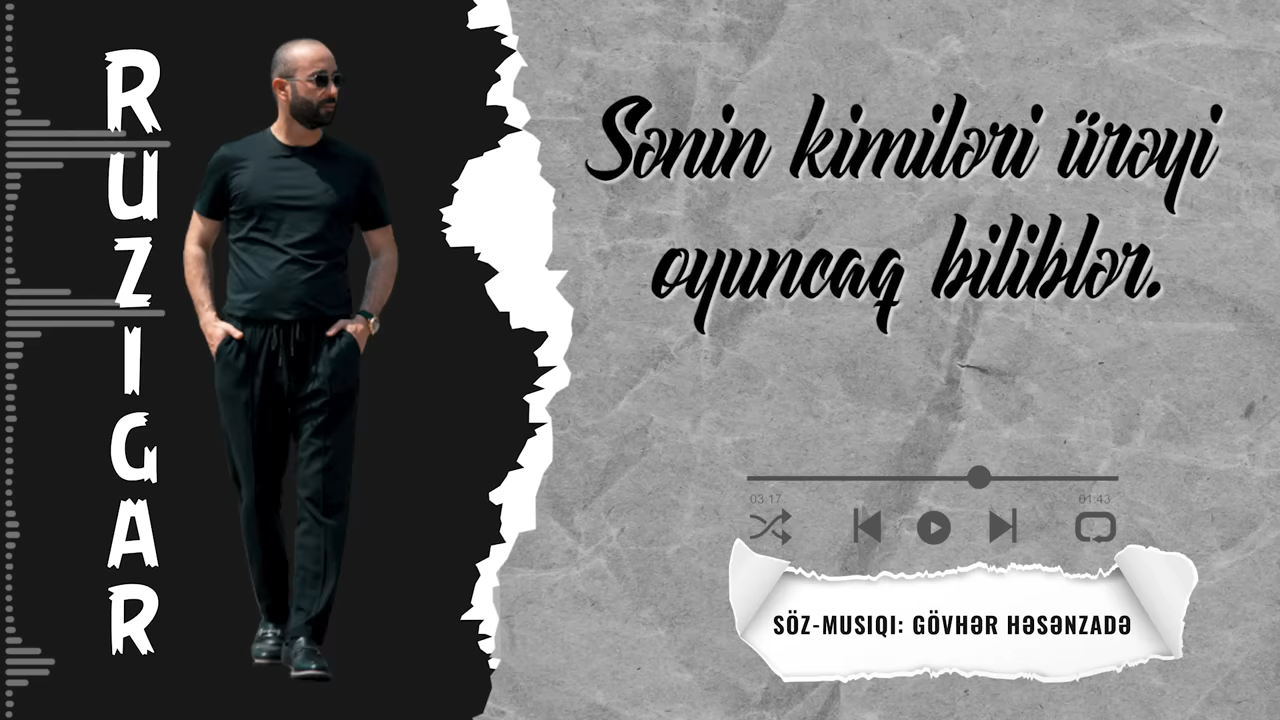 RUZIGAR
Sənin kimiləri ürəyi
oyuncaq biliblər.
03:17 01:43
SÖZ-MUSIQI: GÖVHƏR HƏSƏNZADƏ